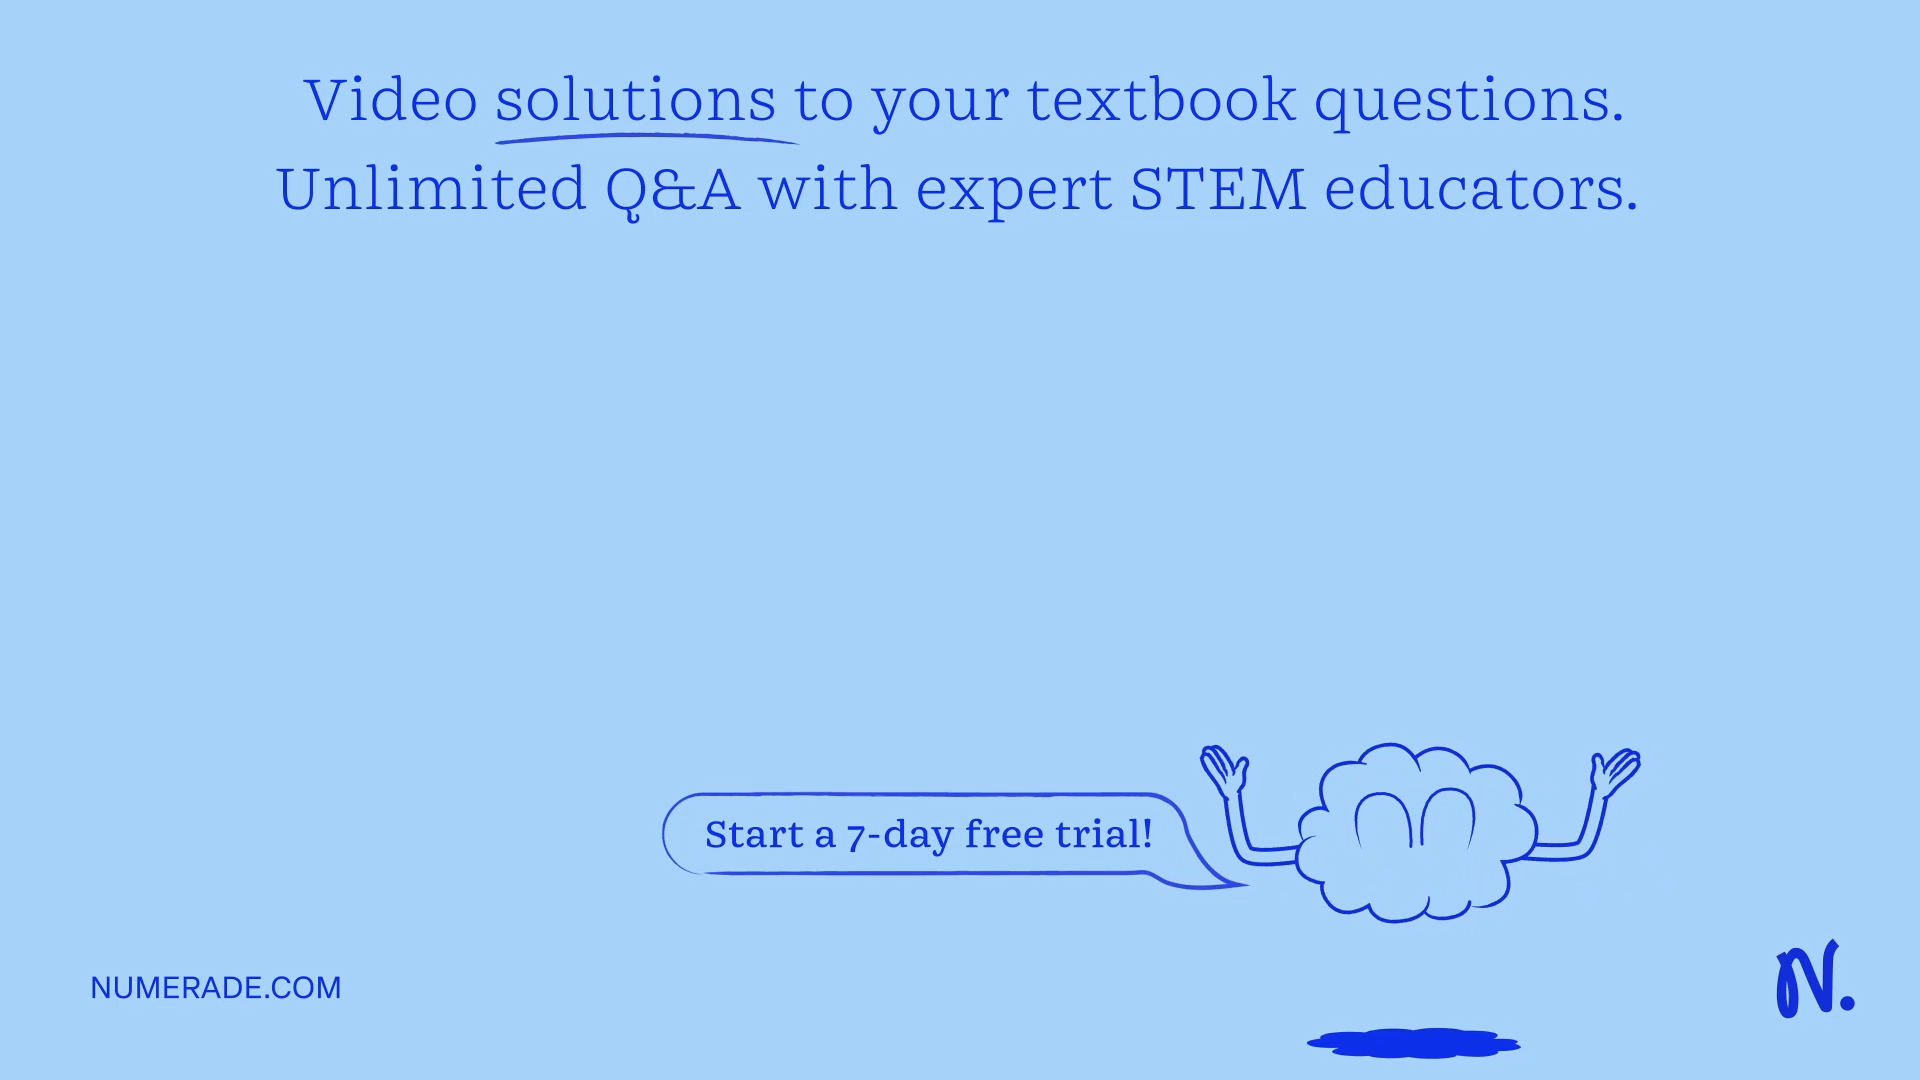 Video solutions to your textbook questions.
Unlimited Q&A with expert STEM educators.
Start a 7-day free trial!
NUMERADE.COM
N.